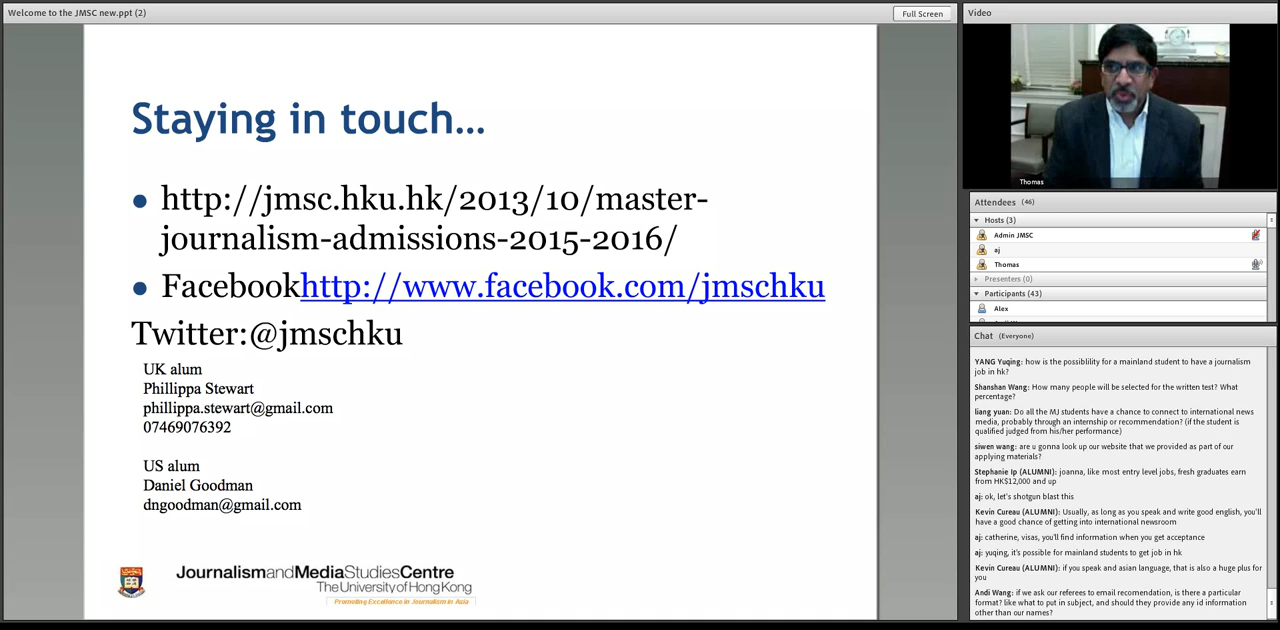 Welcome to the JMSC new.ppt (2)
Full Screen
Staying in touch...
http://jmsc.hku.hk/2013/10/master-
journalism-admissions-2015-2016/
Facebookhttp://www.facebook.com/jmschku
Twitter:@jmschku
UK alum
Phillippa Stewart
phillippa.stewart@gmail.com
07469076392
US alum
Daniel Goodman
dngoodman@gmail.com
JournalismandMediaStudiesCentre
The University of Hong Kong
Promoting Excellence in Journalism in Asia
Video
Thomas
Attendees (46)
Hosts (3)
Admin JMSC
aj
Thomas
Presenters (0)
Participants (43)
Alex
Chat (Everyone)
YANG Yuqing: how is the possiblility for a mainland student to have a journalism
job in hk?
Shanshan Wang: How many people will be selected for the written test? What
percentage?
liang yuan: Do all the MJ students have a chance to connect to international news
media, probably through an internship or recommendation? (if the student is
qualified judged from his/her performance)
siwen wang: are u gonna look up our website that we provided as part of our
applying materials?
Stephanie Ip (ALUMNI): joanna, like most entry level jobs, fresh graduates earn
from HK$12,000 and up
aj: ok, let's shotgun blast this
Kevin Cureau (ALUMNI): Usually, as long as you speak and write good english, you'll
have a good chance of getting into international newsroom
aj: catherine, visas, you'll find information when you get acceptance
aj: yuqing, it's possible for mainland students to get job in hk
Kevin Cureau (ALUMNI): if you speak and asian language, that is also a huge plus for
you
Andi Wang: if we ask our referees to email recomendation, is there a particular
format? like what to put in subject, and should they provide any id information
other than our names?